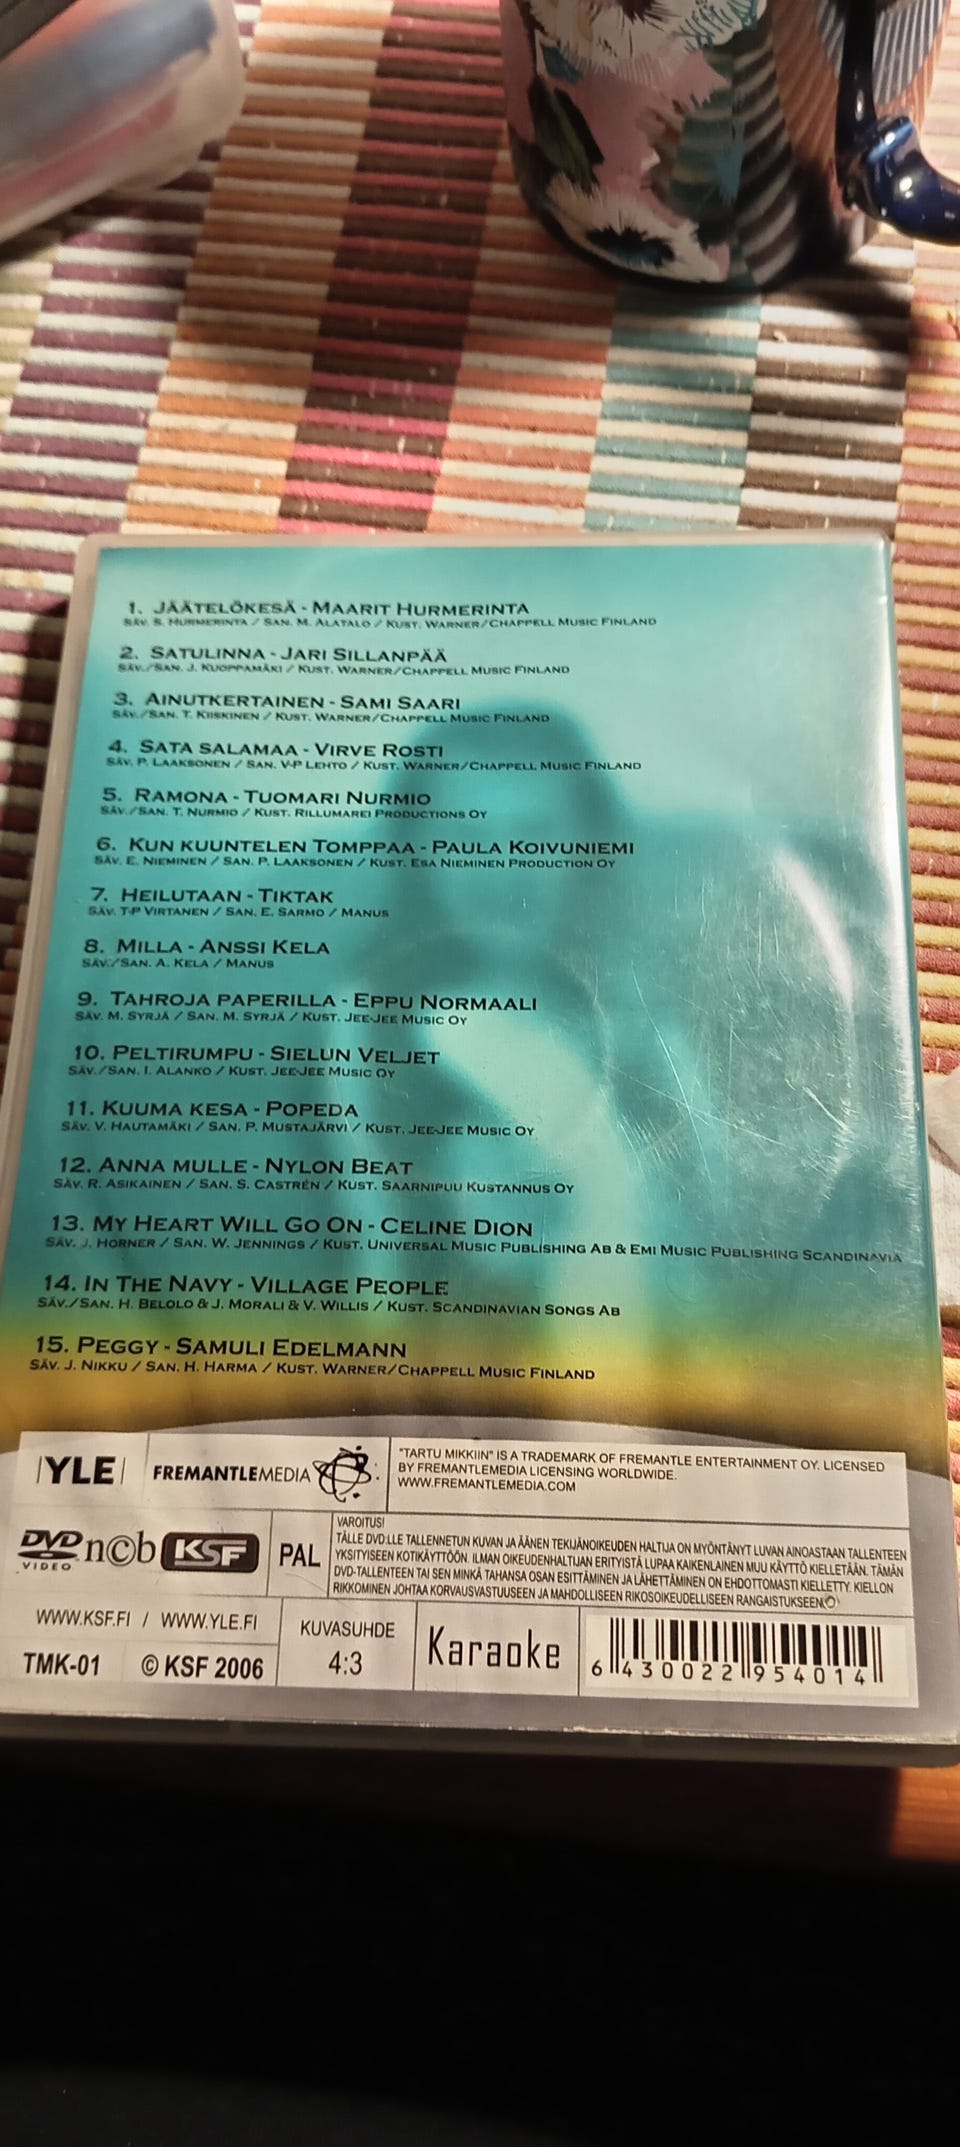 1. JÄÄTELÖKESÄ - MAARIT HURMERINTA
SÄV. S. HURMERINTA / SAN. M. ALATALO / KUST. WARNER/CHAPPELL MUSIC FINLAND
2. SATULINNA - JARI SILLANPÄÄ
SÄV./SAN. J. KUOPPAMÄKI / KUST. WARNER/CHAPPELL MUSIC FINLAND
3. AINUTKERTAINEN - SAMI SAARI
SÄV./SAN. T. KIISKINEN / KUST. WARNER/CHAPPELL MUSIC FINLAND
4. SATA SALAMAA - VIRVE ROSTI
SÄV. P. LAAKSONEN / SAN. V-P LEHTO / KUST. WARNER/CHAPPELL MUSIC FINLAND
5. RAMONA - TUOMARI NURMIO
SÄV./SAN. T. NURMIO / KUST. RILLUMAREI PRODUCTIONS OY
6. KUN KUUNTELEN TOMPPAA - PAULA KOIVUNIEMI
SÄV. E. NIEMINEN / SAN. P. LAAKSONEN / KUST. ESA NIEMINEN PRODUCTION OY
7. HEILUTAAN - TIKTAK
SÄV. T-P VIRTANEN / SAN. E. SARMO / MANUS
8. MILLA - ANSSI KELA
SÄV./SAN. A. KELA / MANUS
9. TAHROJA PAPERILLA - EPPU NORMAALI
SÄV. M. SYRJÄ / SAN. M. SYRJÄ / KUST. JEE-JEE MUSIC OY
10. PELTIRUMPU - SIELUN VELJET
SÄV./SAN. I. ALANKO / KUST. JEE-JEE MUSIC OY
11. KUUMA KESA - POPEDA
SÄV. V. HAUTAMÄKI / SAN. P. MUSTAJÄRVI / KUST. JEE-JEE MUSIC OY
12. ANNA MULLE - NYLON BEAT
SÄV. R. ASIKAINEN / SAN. S. CASTRÉN / KUST. SAARNIPUU KUSTANNUS OY
13. MY HEART WILL GO ON - CELINE DION
SÄV. J. HORNER / SAN. W. JENNINGS / KUST. UNIVERSAL MUSIC PUBLISHING AB & EMI MUSIC PUBLISHING SCANDINAVIA
14. IN THE NAVY - VILLAGE PEOPLE
SÄV./SAN. H. BELOLO & J. MORALI & V. WILLIS / KUST. SCANDINAVIAN SONGS AB
15. PEGGY - SAMULI EDELMANN
SÄV. J. NIKKU / SAN. H. HARMA / KUST. WARNER/CHAPPELL MUSIC FINLAND
YLE
FREMANTLEMEDIA
"TARTU MIKKIIN" IS A TRADEMARK OF FREMANTLE ENTERTAINMENT OY. LICENSED
BY FREMANTLEMEDIA LICENSING WORLDWIDE.
WWW.FREMANTLEMEDIA.COM
DVD VIDEO
n©b
KSF
PAL
VAROITUS!
TÄLLE DVD:LLE TALLENNETUN KUVAN JA ÄÄNEN TEKIJÄNOIKEUDEN HALTIJA ON MYÖNTÄNYT LUVAN AINOASTAAN TALLENTEEN
YKSITYISEEN KOTIKÄYTTÖÖN. ILMAN OIKEUDENHALTIJAN ERITYISTÄ LUPAA KAIKENLAINEN MUU KÄYTTÖ KIELLETÄÄN. TÄMÄN
DVD-TALLENTEEN TAI SEN MINKÄ TAHANSA OSAN ESITTÄMINEN JA LÄHETTÄMINEN ON EHDOTTOMASTI KIELLETTY. KIELLON
RIKKOMINEN JOHTAA KORVAUSVASTUUSEEN JA MAHDOLLISEEN RIKOSOIKEUDELLISEEN RANGAISTUKSEEN.
WWW.KSF.FI / WWW.YLE.FI
TMK-01 © KSF 2006
KUVASUHDE
4:3
Karaoke
6 430022 954014